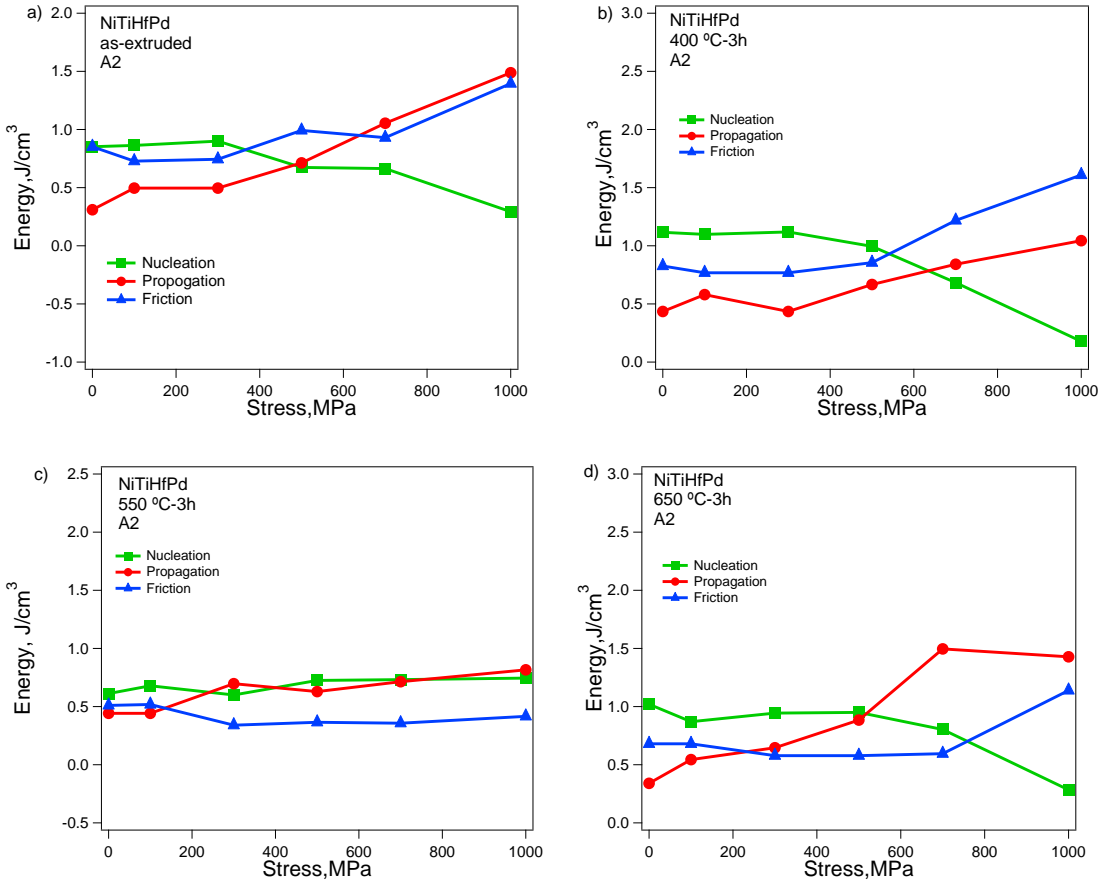 a)
NiTiHfPd
as-extruded
A2
2.0
1.5
1.0
0.5
0.0
-0.5
-1.0
Energy,J/cm3
Nucleation
Propogation
Friction
0 200 400 600 800 1000
Stress,MPa
b)
NiTiHfPd
400 ºC-3h
A2
3.0
2.5
2.0
1.5
1.0
0.5
0.0
Energy,J/cm3
Nucleation
Propagation
Friction
0 200 400 600 800 1000
Stress,MPa
c)
NiTiHfPd
550 ºC-3h
A2
2.5
2.0
1.5
1.0
0.5
0.0
-0.5
Energy, J/cm3
Nucleation
Propagation
Friction
0 200 400 600 800 1000
Stress,MPa
d)
NiTiHfPd
650 ºC-3h
A2
3.0
2.5
2.0
1.5
1.0
0.5
0.0
Energy,J/cm3
Nucleation
Propagation
Friction
0 200 400 600 800 1000
Stress,MPa